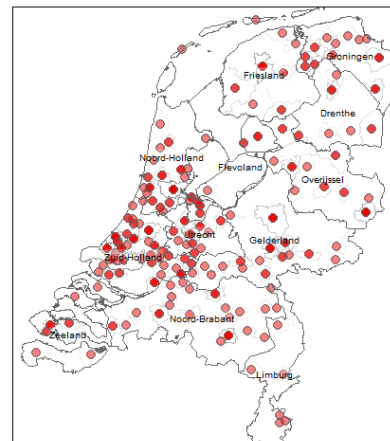 Groningen
Friesland
Drenthe
Noord-Holland
Flevoland
Overijssel
Utrecht
Gelderland
Zuid-Holland
Noord-Brabant
Zeeland
Limburg